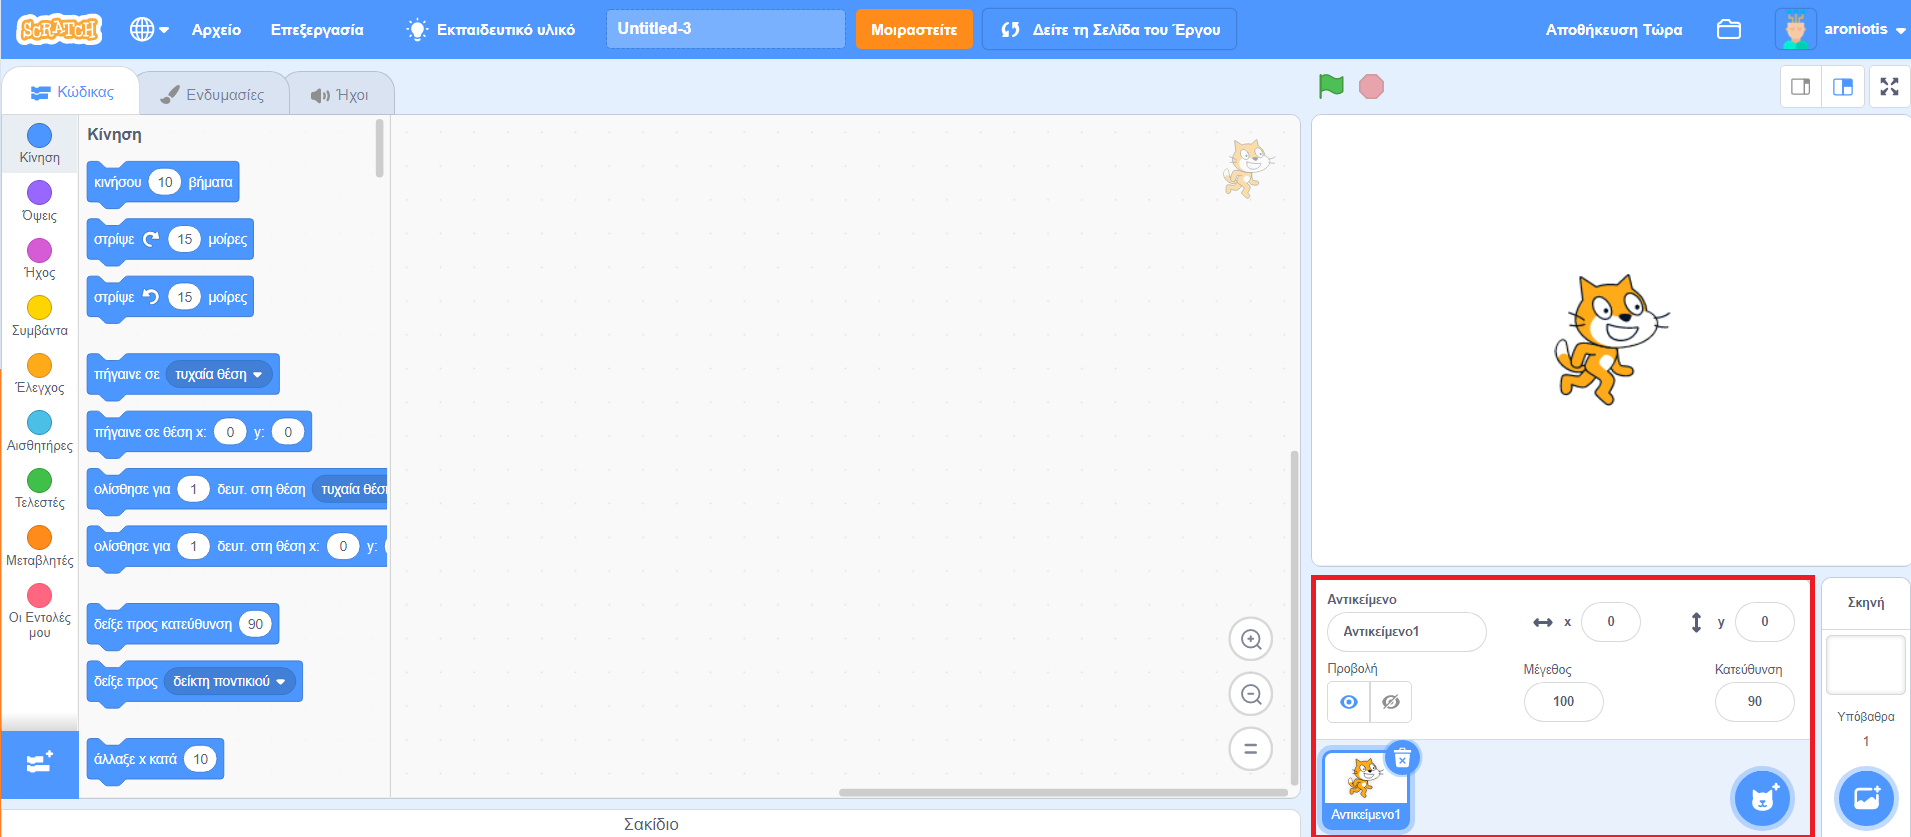 SCRATCH Αρχείο Επεξεργασία Εκπαιδευτικό υλικό Untitled-3 Μοιραστείτε Δείτε τη Σελίδα του Έργου Αποθήκευση Τώρα aroniotis
Κώδικας Ενδυμασίες Ήχοι
Κίνηση
Όψεις
Ήχος
Συμβάντα
Έλεγχος
Αισθητήρες
Τελεστές
Μεταβλητές
Οι Εντολές
μου
Κίνηση
κινήσου 10 βήματα
στρίψε 15 μοίρες
στρίψε 15 μοίρες
πήγαινε σε τυχαία θέση
πήγαινε σε θέση x: 0 y: 0
ολίσθησε για 1 δευτ. στη θέση τυχαία θέσ
ολίσθησε για 1 δευτ. στη θέση x: 0 y:
δείξε προς κατεύθυνση 90
δείξε προς δείκτη ποντικιού
άλλαξε x κατά 10
Σακίδιο
Αντικείμενο
Αντικείμενο1 x 0 y 0
Προβολή Μέγεθος Κατεύθυνση
100 90
Αντικείμενο1
Σκηνή
Υπόβαθρα
1